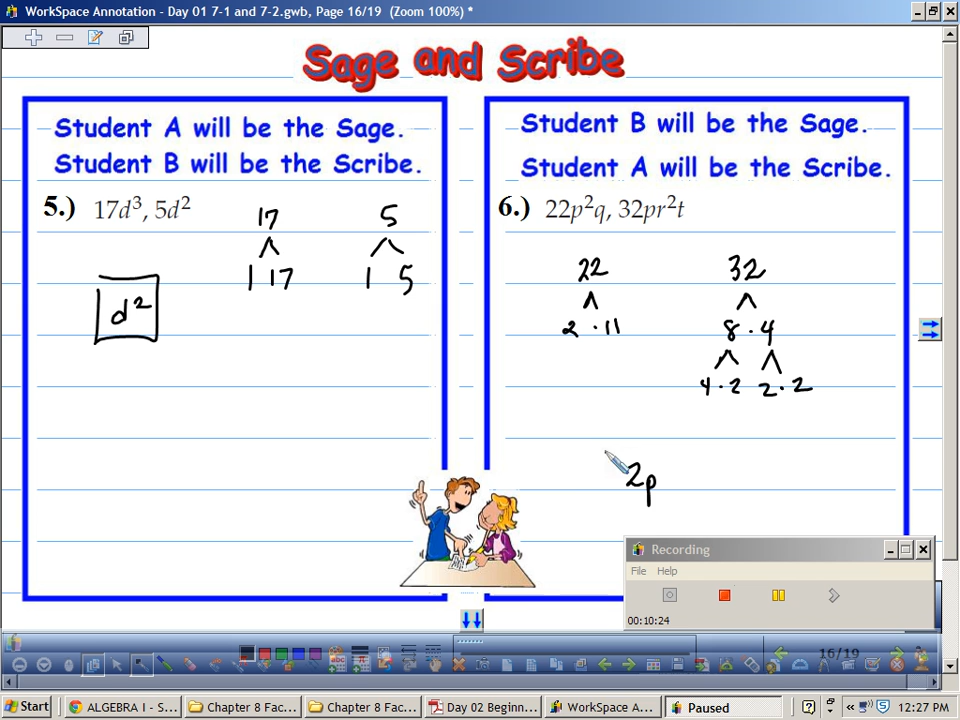 WorkSpace Annotation - Day 01 7-1 and 7-2.gwb, Page 16/19 (Zoom 100%) *
Sage and Scribe
Student A will be the Sage.
Student B will be the Scribe.
5.) 17d³, 5d²
17
1 17
5
1 5
d²
Student B will be the Sage.
Student A will be the Scribe.
6.) 22p²q, 32pr²t
22
2 · 11
32
8 · 4
4 · 2 2 · 2
2p
Recording
File Help
00:10:24
16/19
Start
ALGEBRA I - S...
Chapter 8 Fac...
Chapter 8 Fac...
Day 02 Beginn...
WorkSpace A...
Paused
12:27 PM